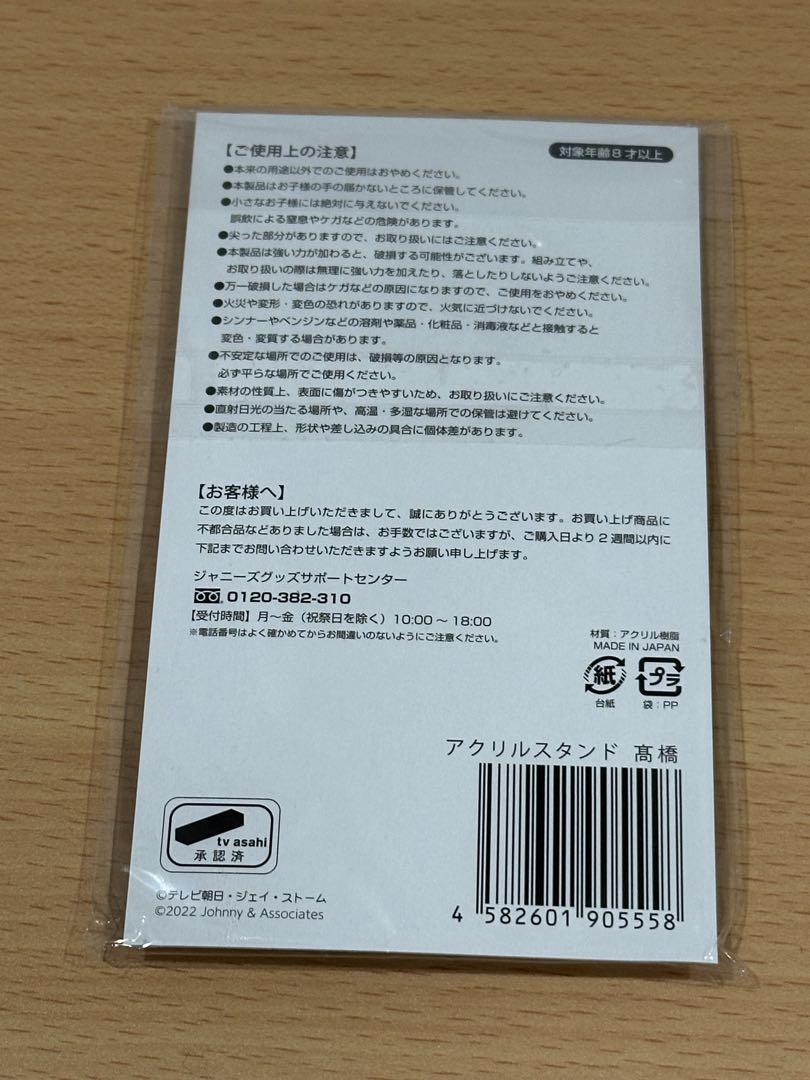 【ご使用上の注意】
対象年齢8才以上
●本来の用途以外でのご使用はおやめください。
●本製品はお子様の手の届かないところに保管してください。
●小さなお子様には絶対に与えないでください。
誤飲による窒息やケガなどの危険があります。
●尖った部分がありますので、お取り扱いにはご注意ください。
●本製品は強い力が加わると、破損する可能性がございます。組み立てや、
お取り扱いの際は無理に強い力を加えたり、落としたりしないようご注意ください。
●万一破損した場合はケガなどの原因になりますので、ご使用をおやめください。
●火災や変形・変色の恐れがありますので、火気に近づけないでください。
●シンナーやベンジンなどの溶剤や薬品・化粧品・消毒液などと接触すると
変色・変質する場合があります。
●不安定な場所でのご使用は、破損等の原因となります。
必ず平らな場所でご使用ください。
●素材の性質上、表面に傷がつきやすいため、お取り扱いにご注意ください。
●直射日光の当たる場所や、高温・多湿な場所での保管は避けてください。
●製造の工程上、形状や差し込みの具合に個体差があります。
【お客様へ】
この度はお買い上げいただきまして、誠にありがとうございます。お買い上げ商品に
不都合品などありました場合は、お手数ではございますが、ご購入日より2週間以内に
下記までお問い合わせいただきますようお願い申し上げます。
ジャニーズグッズサポートセンター
0120-382-310
【受付時間】月～金（祝祭日を除く）10:00～18:00
※電話番号はよく確かめてからお間違いのないようにご注意ください。
材質：アクリル樹脂
MADE IN JAPAN
紙 プラ
台紙 袋：PP
アクリルスタンド 髙橋
tv asahi
承認済
©テレビ朝日・ジェイ・ストーム
©2022 Johnny & Associates
4 582601 905558